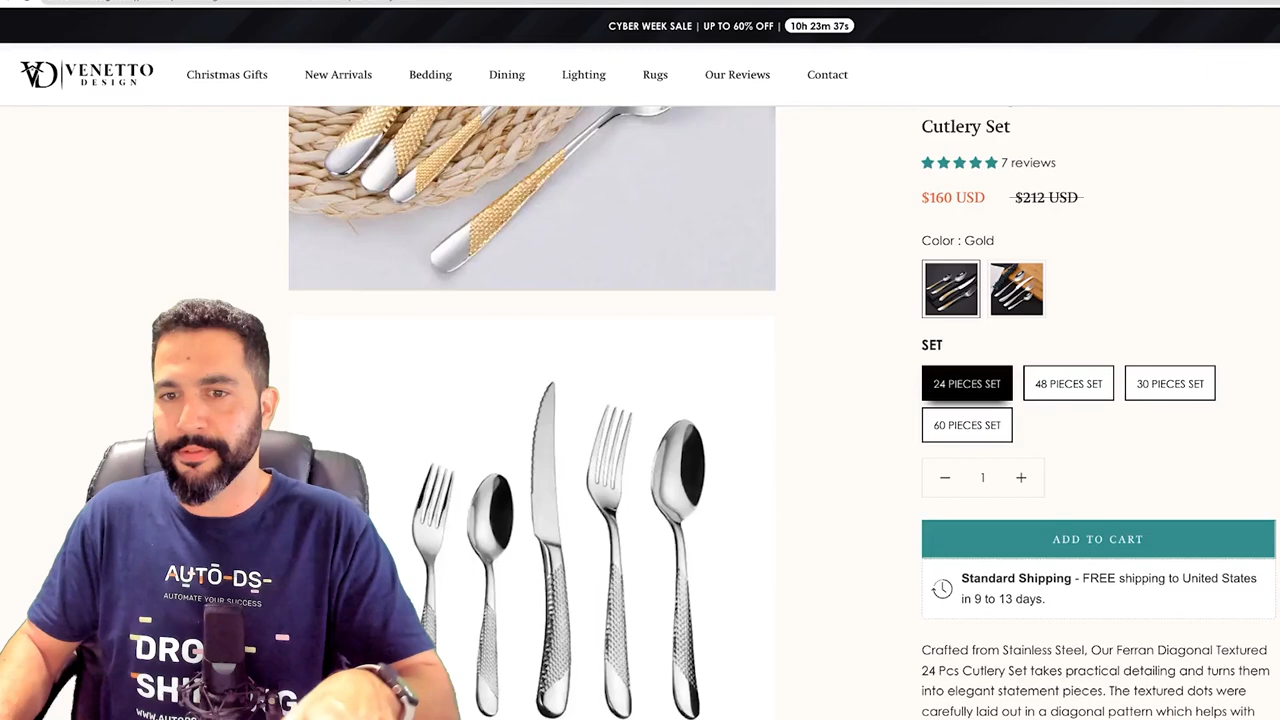 CYBER WEEK SALE | UP TO 60% OFF | 10h 23m 37s
VD VENETTO
DESIGN
Christmas Gifts New Arrivals Bedding Dining Lighting Rugs Our Reviews Contact
Cutlery Set
7 reviews
$160 USD $212 USD
Color : Gold
SET
24 PIECES SET 48 PIECES SET 30 PIECES SET
60 PIECES SET
− 1 +
ADD TO CART
Standard Shipping - FREE shipping to United States
in 9 to 13 days.
Crafted from Stainless Steel, Our Ferran Diagonal Textured
24 Pcs Cutlery Set takes practical detailing and turns them
into elegant statement pieces. The textured dots were
carefully laid out in a diagonal pattern which helps with
AUTO-DS
AUTOMATE YOUR SUCCESS